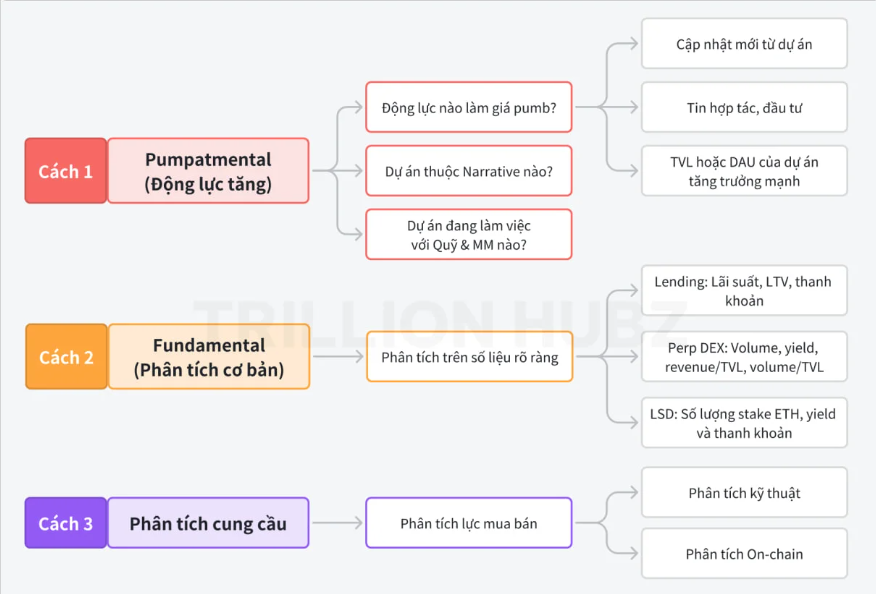 Cập nhật mới từ dự án
Động lực nào làm giá pumb?
Tin hợp tác, đầu tư
Cách 1
Pumpatmental
(Động lực tăng)
Dự án thuộc Narrative nào?
TVL hoặc DAU của dự án
tăng trưởng mạnh
Dự án đang làm việc
với Quỹ & MM nào?
TRILLION HUBZ
Lending: Lãi suất, LTV, thanh
khoản
Cách 2
Fundamental
(Phân tích cơ bản)
Phân tích trên số liệu rõ ràng
Perp DEX: Volume, yield,
revenue/TVL, volume/TVL
LSD: Số lượng stake ETH, yield
và thanh khoản
Cách 3
Phân tích cung cầu
Phân tích lực mua bán
Phân tích kỹ thuật
Phân tích On-chain